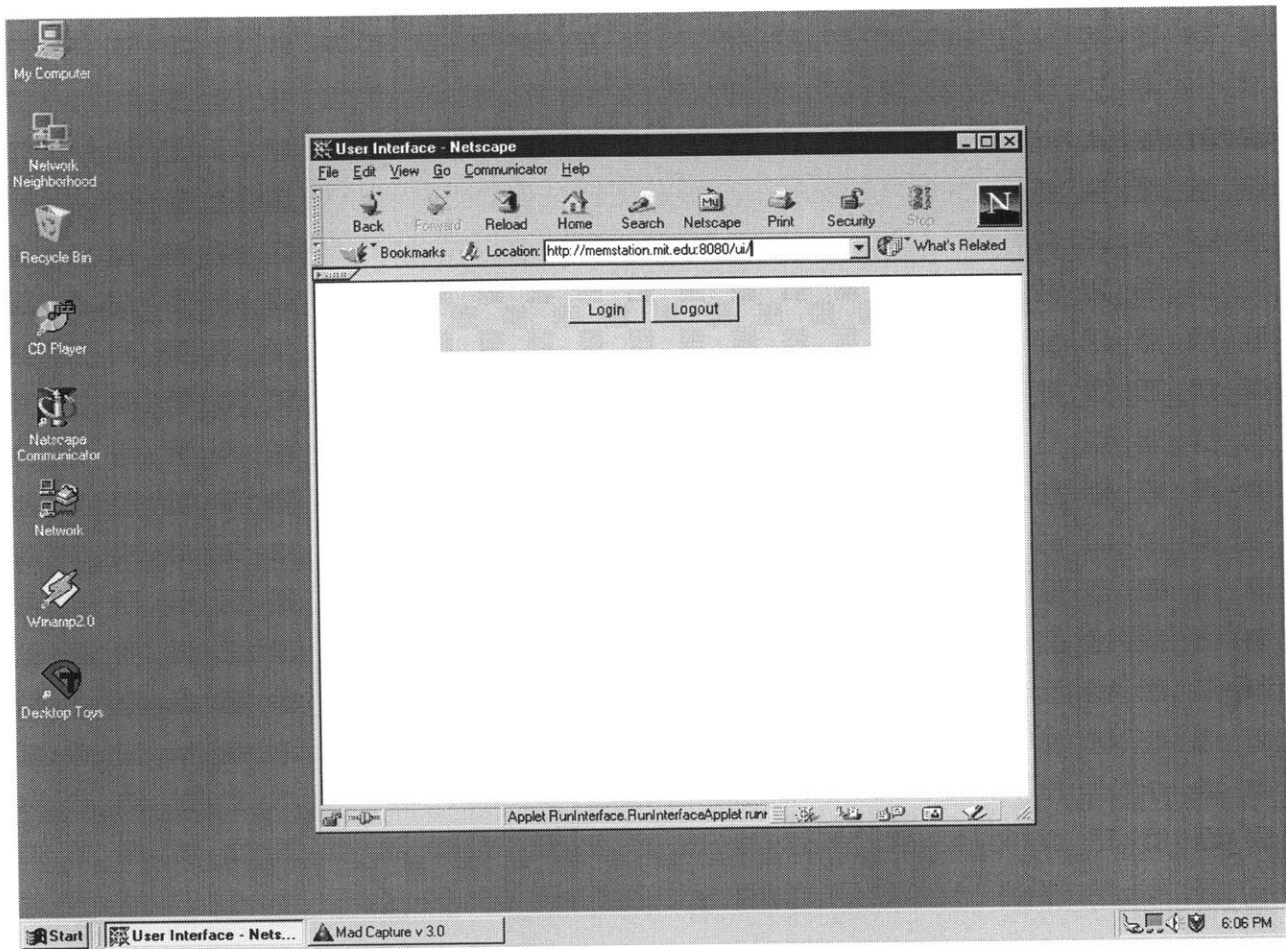 My Computer
Network
Neighborhood
Recycle Bin
CD Player
Netscape
Communicator
Network
Winamp2.0
Desktop Toys
User Interface - Netscape
File Edit View Go Communicator Help
Back Forward Reload Home Search Netscape Print Security Stop
My
N
Bookmarks Location: http://memstation.mit.edu:8080/ui/ What's Related
Login Logout
Applet RunInterface.RunInterfaceApplet runr
Start User Interface - Nets... Mad Capture v 3.0 6:06 PM